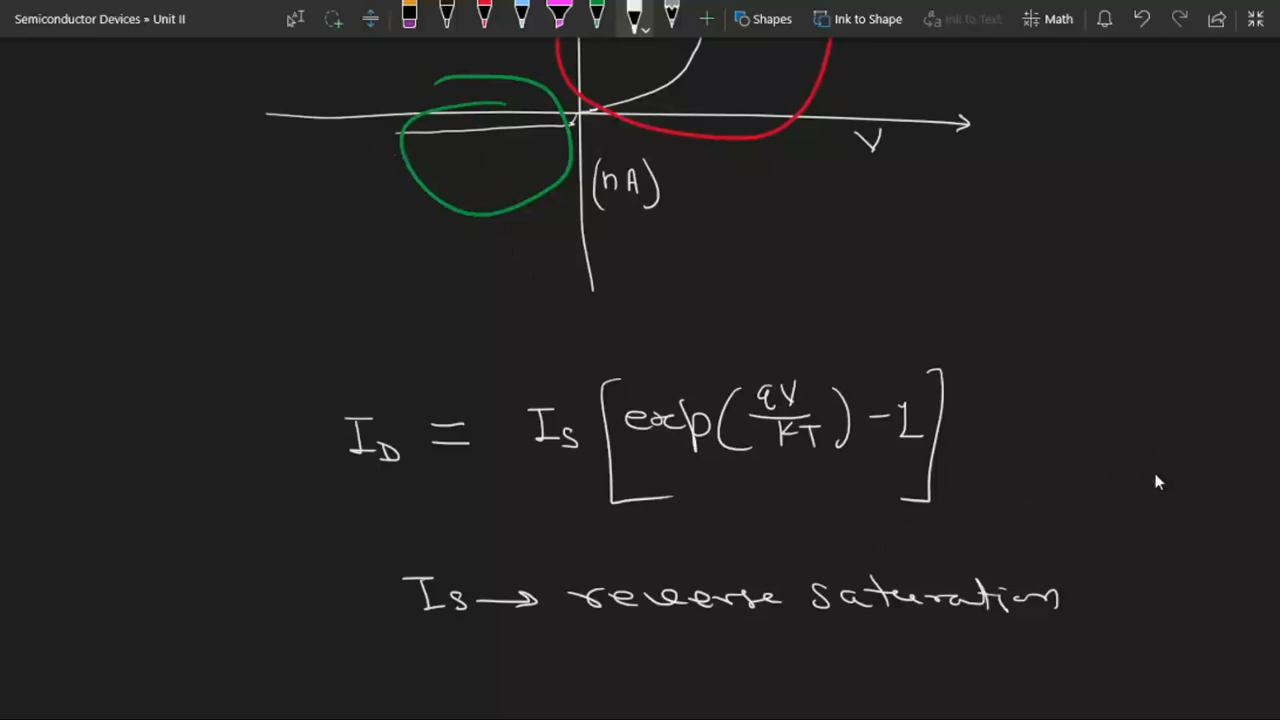 Semiconductor Devices » Unit II
Shapes
Ink to Shape
Ink to Text
Math
V
(nA)
I_D = I_S [exp(qV/KT) - 1]
Is → reverse saturation